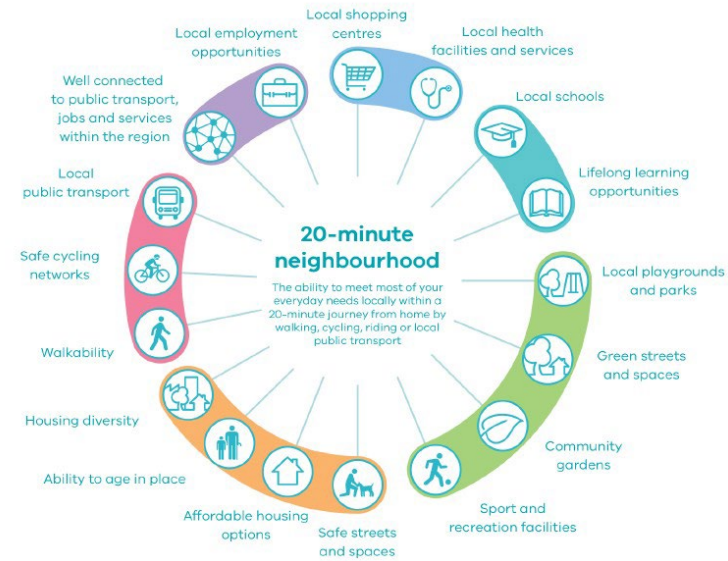 Local shopping
centres
Local health
facilities and services
Local schools
Lifelong learning
opportunities
Local playgrounds
and parks
Green streets
and spaces
Community
gardens
Sport and
recreation facilities
Safe streets
and spaces
Affordable housing
options
Ability to age in place
Housing diversity
Walkability
Safe cycling
networks
Local
public transport
Well connected
to public transport,
jobs and services
within the region
Local employment
opportunities
20-minute
neighbourhood
The ability to meet most of your
everyday needs locally within a
20-minute journey from home by
walking, cycling, riding or local
public transport